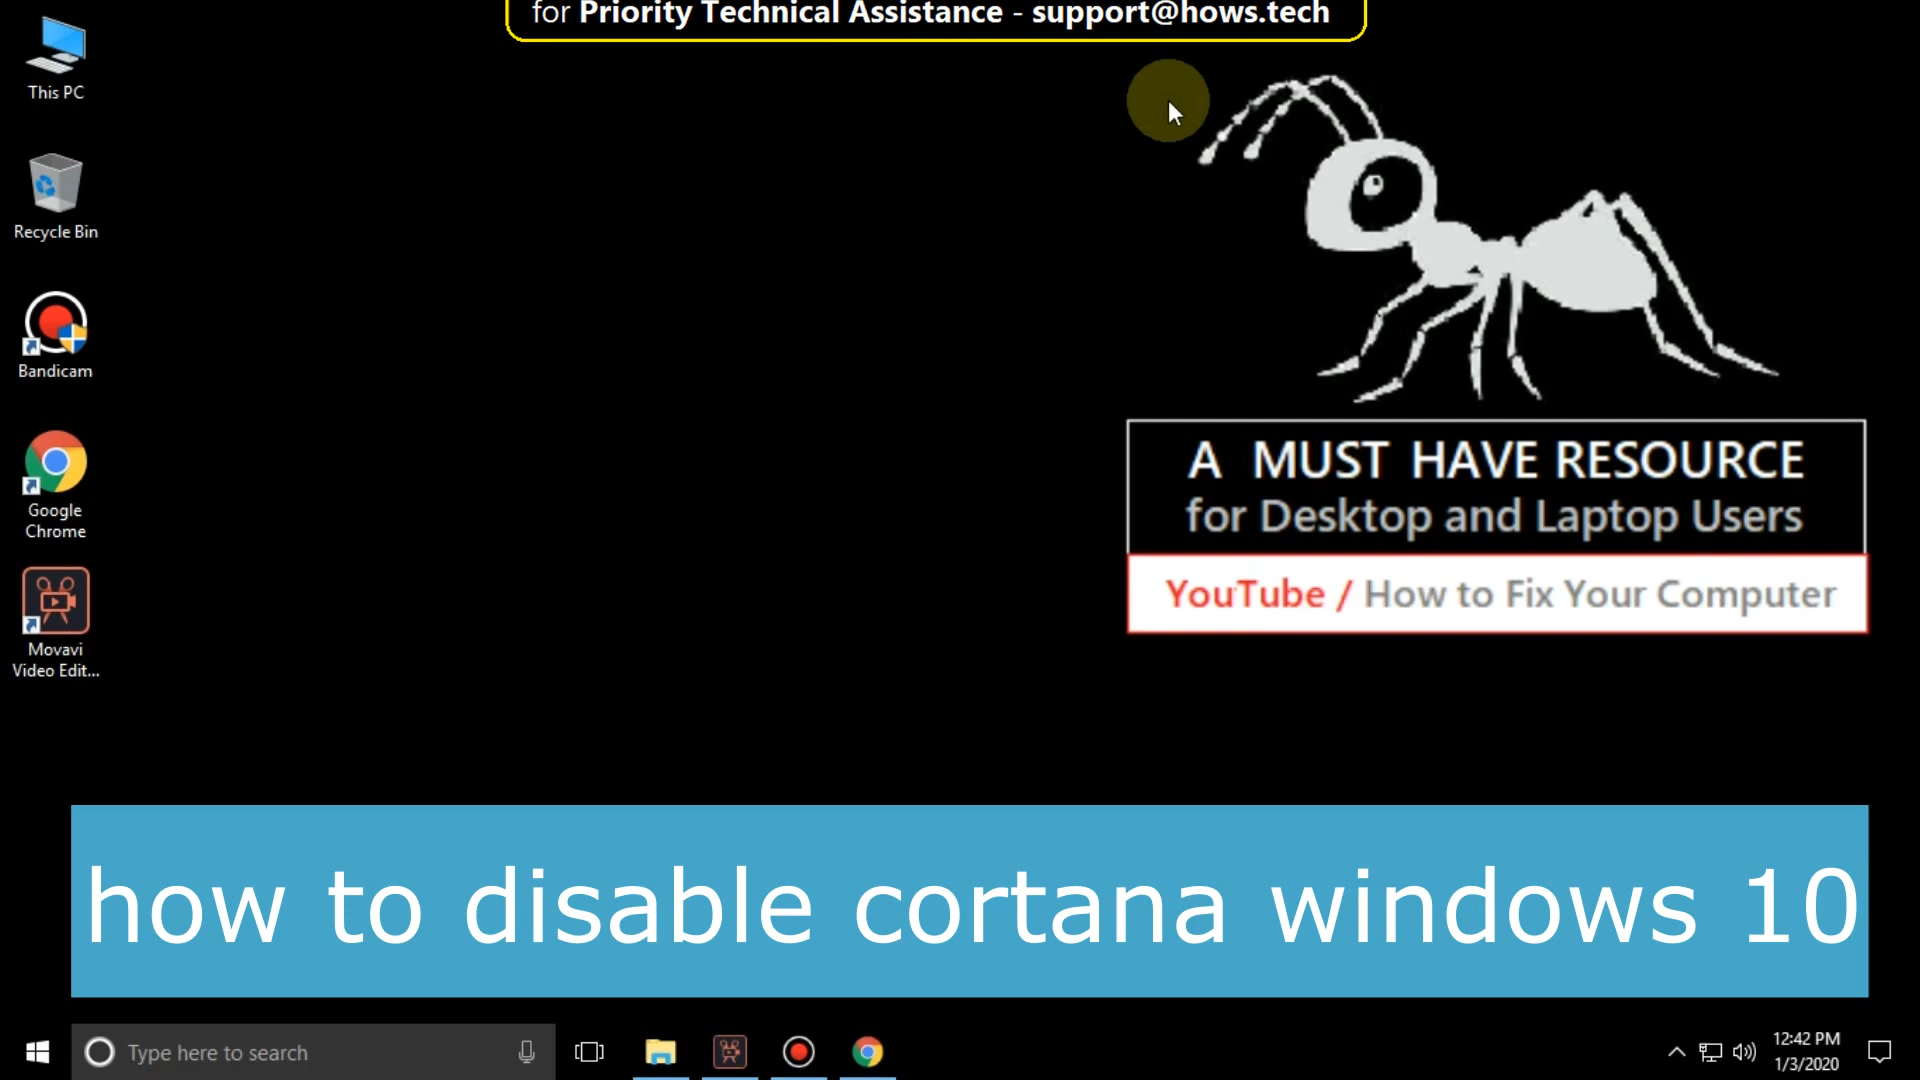 for Priority Technical Assistance - support@hows.tech
This PC
Recycle Bin
Bandicam
Google
Chrome
Movavi
Video Edit...
A MUST HAVE RESOURCE
for Desktop and Laptop Users
YouTube / How to Fix Your Computer
how to disable cortana windows 10
Type here to search
12:42 PM
1/3/2020